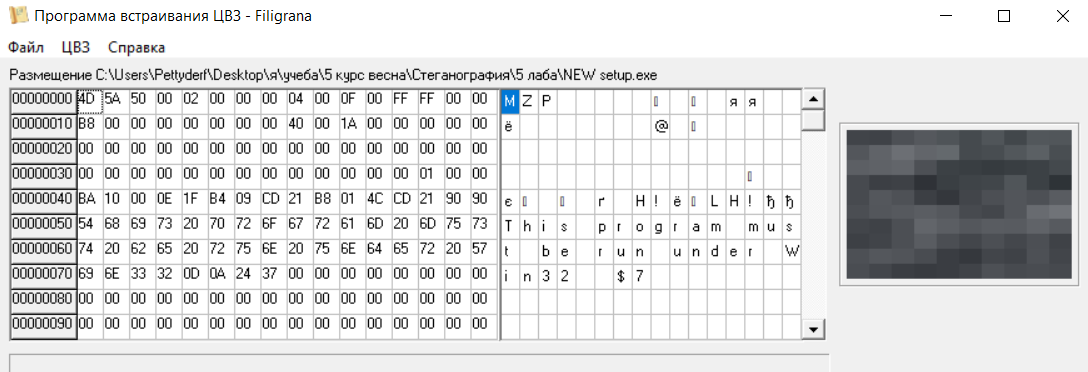 Программа встраивания ЦВЗ - Filigrana
Файл ЦВЗ Справка
Размещение C:\Users\Pettyderf\Desktop\я\учеба\5 курс весна\Стеганография\5 лаба\NEW setup.exe
00000000 4D 5A 50 00 02 00 00 00 04 00 0F 00 FF FF 00 00 M Z P я я
00000010 B8 00 00 00 00 00 00 00 40 00 1A 00 00 00 00 00 ё @
00000020 00 00 00 00 00 00 00 00 00 00 00 00 00 00 00 00
00000030 00 00 00 00 00 00 00 00 00 00 00 00 00 01 00 00
00000040 BA 10 00 0E 1F B4 09 CD 21 B8 01 4C CD 21 90 90 є ґ Н ! ё L Н ! ђ ђ
00000050 54 68 69 73 20 70 72 6F 67 72 61 6D 20 6D 75 73 T h i s p r o g r a m m u s
00000060 74 20 62 65 20 72 75 6E 20 75 6E 64 65 72 20 57 t b e r u n u n d e r W
00000070 69 6E 33 32 0D 0A 24 37 00 00 00 00 00 00 00 00 i n 3 2 $ 7
00000080 00 00 00 00 00 00 00 00 00 00 00 00 00 00 00 00
00000090 00 00 00 00 00 00 00 00 00 00 00 00 00 00 00 00